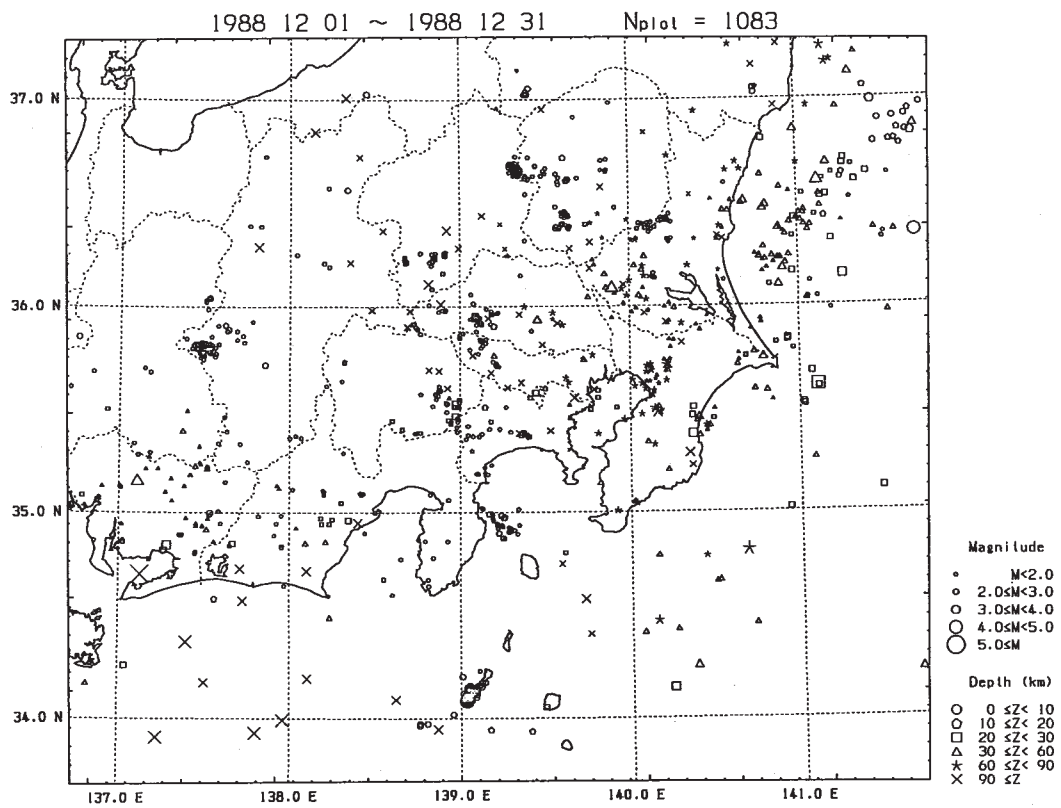 1988 12 01 ~ 1988 12 31 Nplot = 1083
37.0 N
36.0 N
35.0 N
34.0 N
137.0 E 138.0 E 139.0 E 140.0 E 141.0 E
Magnitude
M<2.0
2.0≤M<3.0
3.0≤M<4.0
4.0≤M<5.0
5.0≤M
Depth (km)
0 ≤Z< 10
10 ≤Z< 20
20 ≤Z< 30
30 ≤Z< 60
60 ≤Z< 90
90 ≤Z